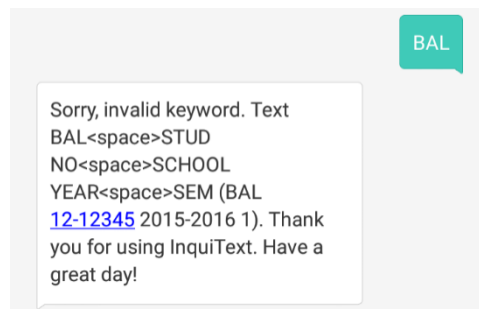 BAL
Sorry, invalid keyword. Text
BAL<space>STUD
NO<space>SCHOOL
YEAR<space>SEM (BAL
12-12345 2015-2016 1). Thank
you for using InquiText. Have a
great day!